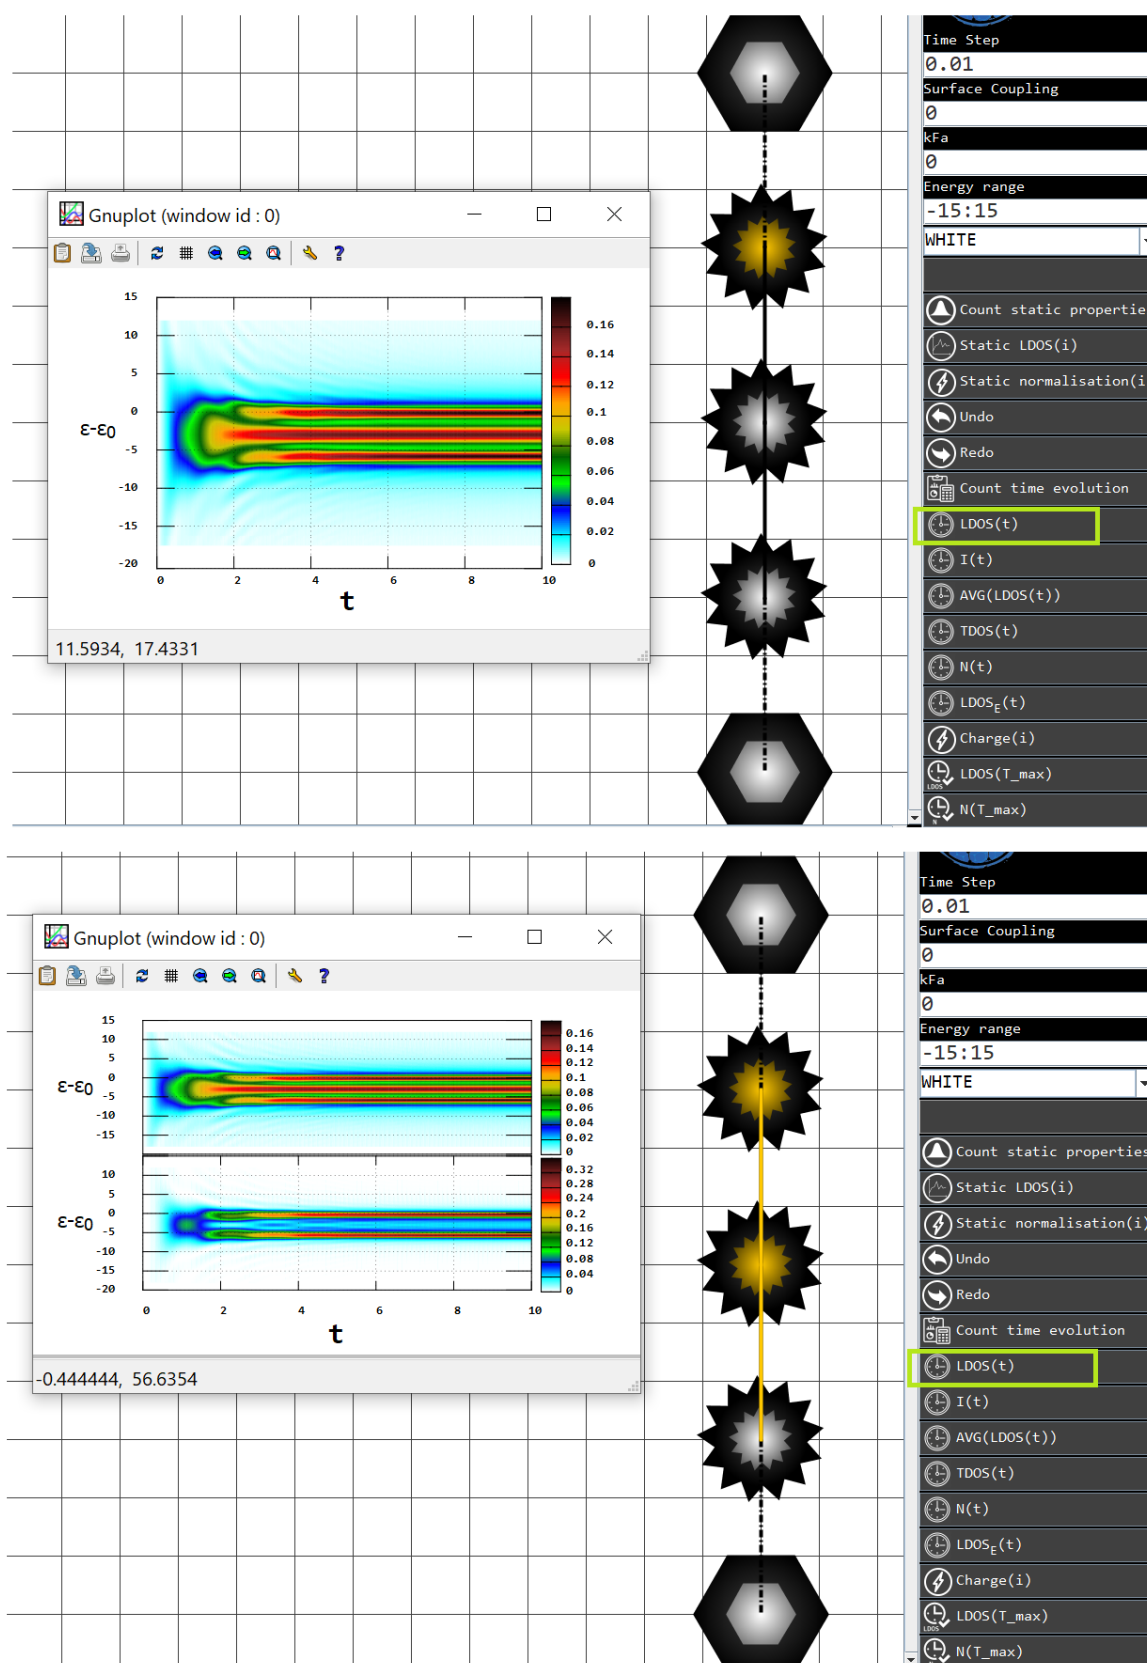 Time Step
0.01
Surface Coupling
0
kFa
0
Energy range
-15:15
WHITE
Count static propertie
Static LDOS(i)
Static normalisation(i
Undo
Redo
Count time evolution
LDOS(t)
I(t)
AVG(LDOS(t))
TDOS(t)
N(t)
LDOSE(t)
Charge(i)
LDOS(T_max)
N(T_max)
Gnuplot (window id : 0)
15
10
5
0
-5
-10
-15
-20
ε-ε0
0 2 4 6 8 10
t
0.16
0.14
0.12
0.1
0.08
0.06
0.04
0.02
0
11.5934, 17.4331
Time Step
0.01
Surface Coupling
0
kFa
0
Energy range
-15:15
WHITE
Count static properties
Static LDOS(i)
Static normalisation(i)
Undo
Redo
Count time evolution
LDOS(t)
I(t)
AVG(LDOS(t))
TDOS(t)
N(t)
LDOSE(t)
Charge(i)
LDOS(T_max)
N(T_max)
Gnuplot (window id : 0)
15
10
5
0
-5
-10
-15
ε-ε0
0.16
0.14
0.12
0.1
0.08
0.06
0.04
0.02
0
10
5
0
-5
-10
-15
-20
ε-ε0
0.32
0.28
0.24
0.2
0.16
0.12
0.08
0.04
0
0 2 4 6 8 10
t
-0.444444, 56.6354